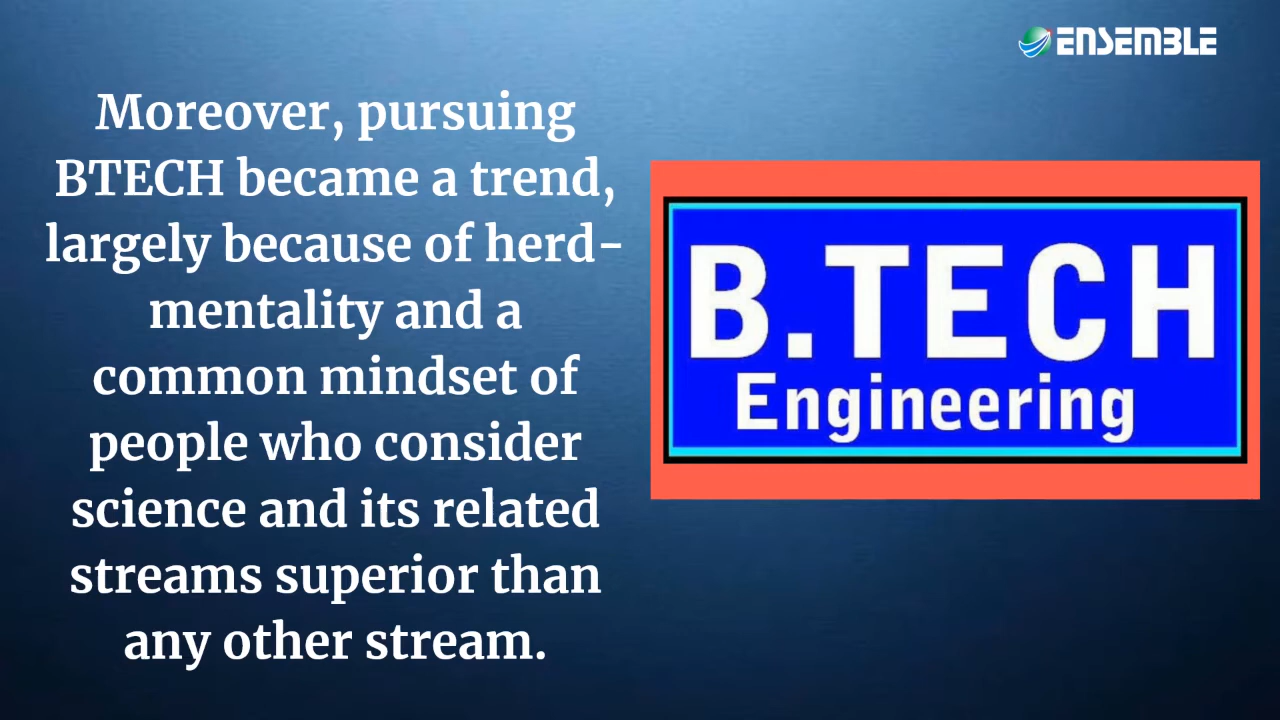 ENSEMBLE
Moreover, pursuing
BTECH became a trend,
largely because of herd-
mentality and a
common mindset of
people who consider
science and its related
streams superior than
any other stream.
B.TECH
Engineering